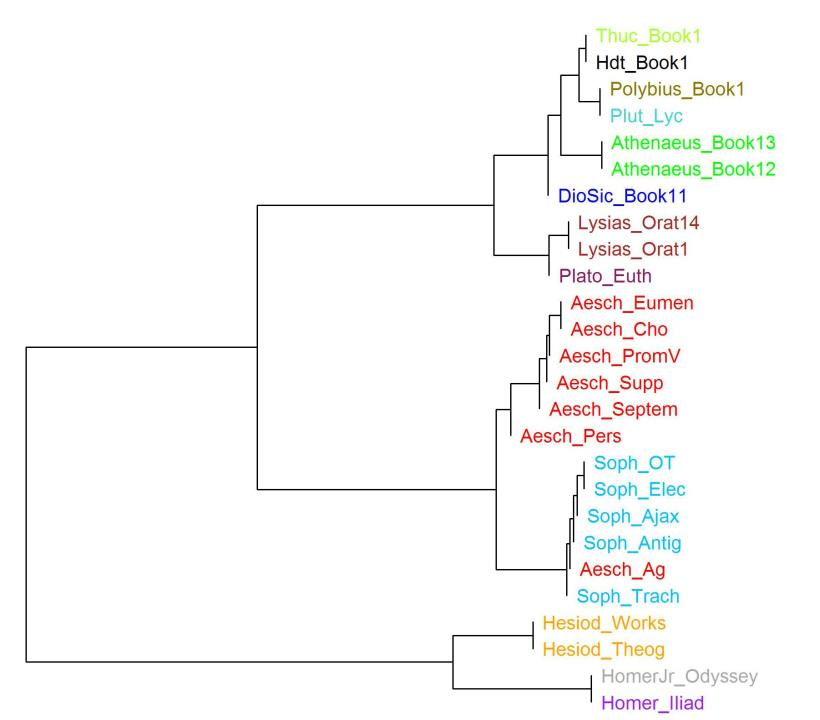 Thuc_Book1
Hdt_Book1
Polybius_Book1
Plut_Lyc
Athenaeus_Book13
Athenaeus_Book12
DioSic_Book11
Lysias_Orat14
Lysias_Orat1
Plato_Euth
Aesch_Eumen
Aesch_Cho
Aesch_PromV
Aesch_Supp
Aesch_Septem
Aesch_Pers
Soph_OT
Soph_Elec
Soph_Ajax
Soph_Antig
Aesch_Ag
Soph_Trach
Hesiod_Works
Hesiod_Theog
HomerJr_Odyssey
Homer_Iliad